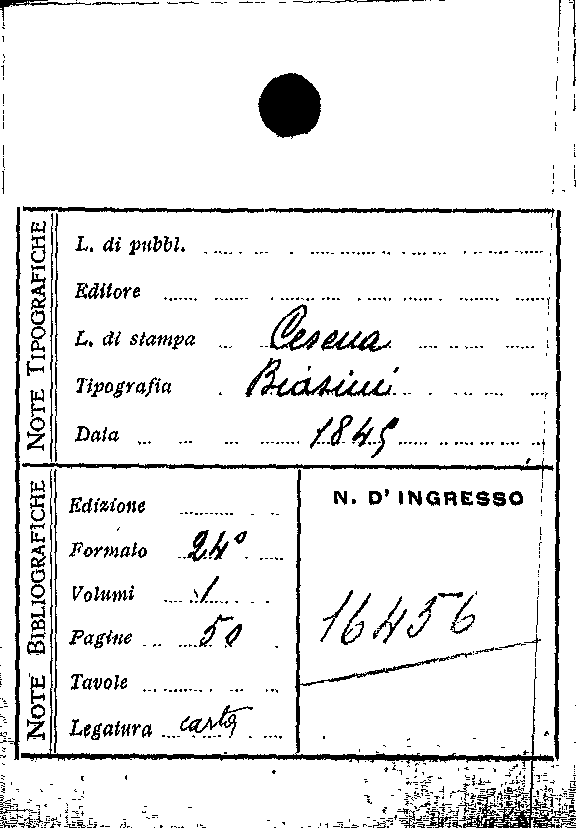 NOTE TIPOGRAFICHE
L. di pubbl.
Editore
L. di stampa Cesena
Tipografia Biasini
Data 1845
NOTE BIBLIOGRAFICHE
Edizione
Formato 24°
Volumi 1
Pagine 50
Tavole
Legatura carta
N. D'INGRESSO
16456